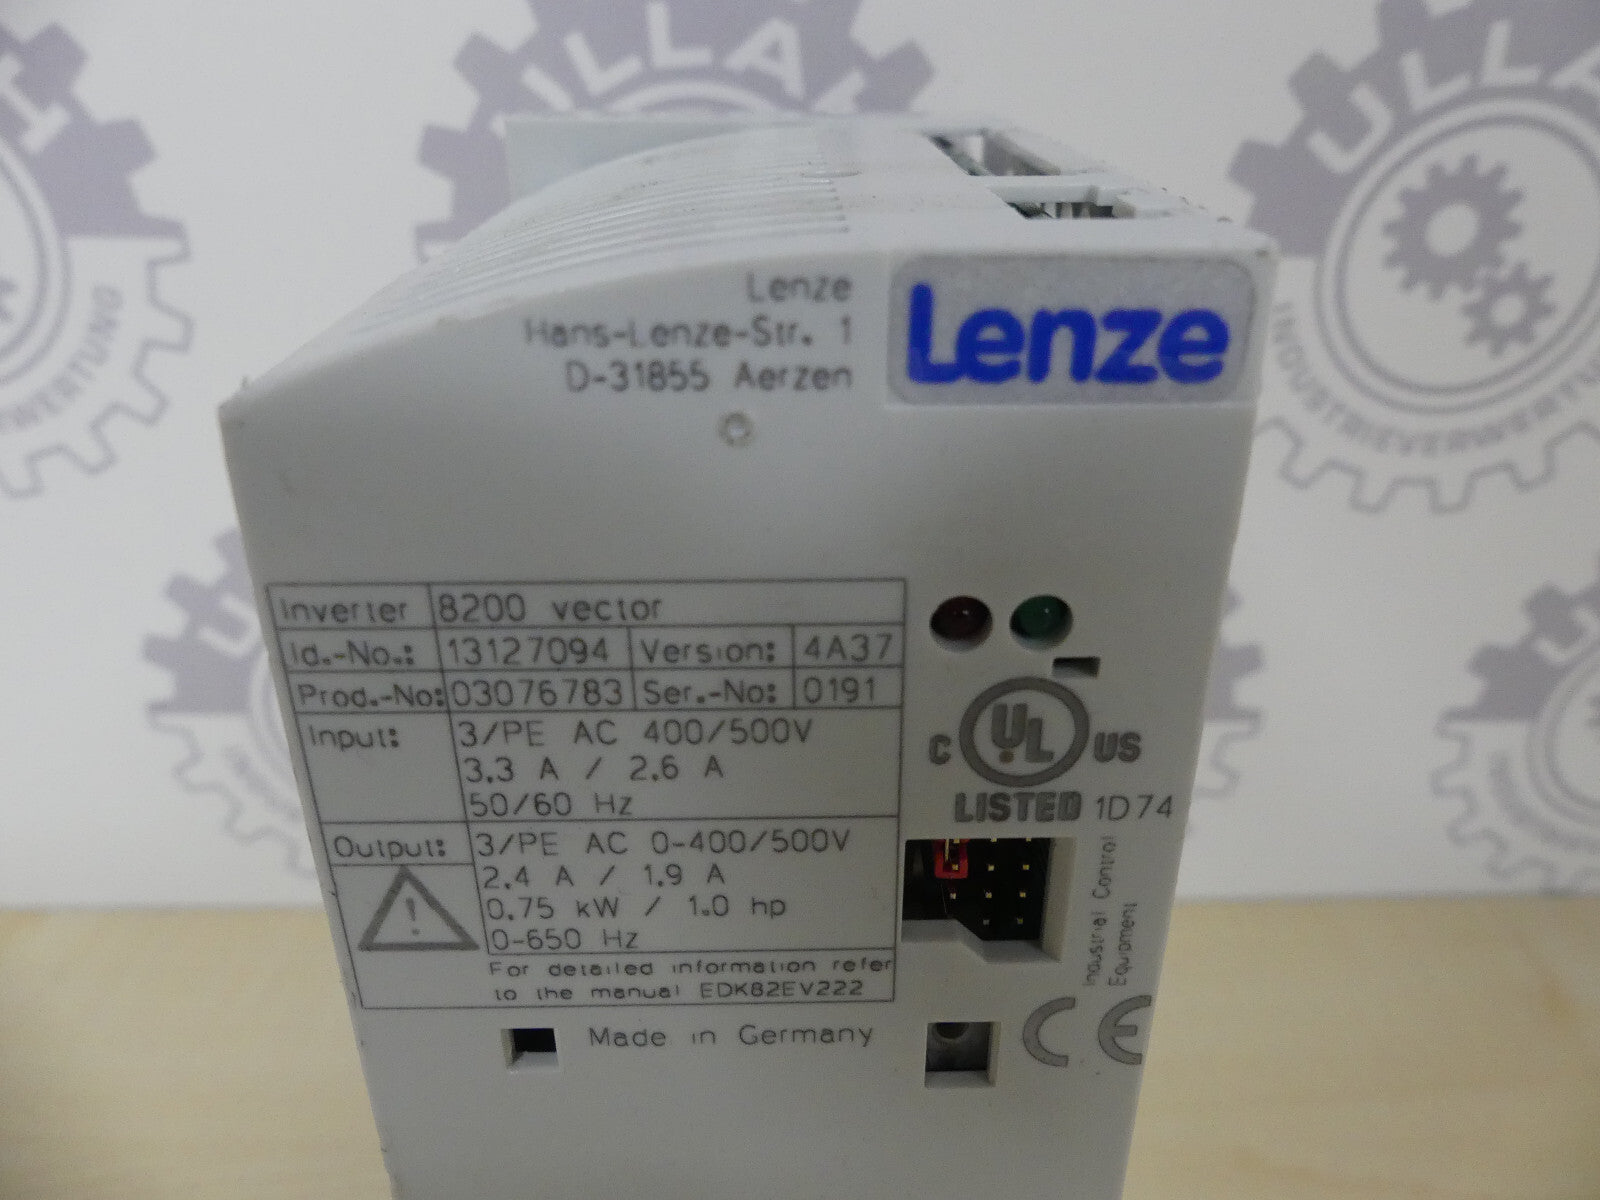 Lenze
Hans-Lenze-Str. 1
D-31855 Aerzen
Lenze
Inverter 8200 vector
Id.-No.: 13127094 Version: 4A37
Prod.-No: 03076783 Ser.-No: 0191
Input: 3/PE AC 400/500V
3.3 A / 2.6 A
50/60 Hz
Output: 3/PE AC 0-400/500V
2.4 A / 1.9 A
0.75 kW / 1.0 hp
0-650 Hz
For detailed information refer
to the manual EDK82EV222
Made in Germany
C UL US
LISTED 1D74
Industrial Control
Equipment
CE
ULLA
INDUSTRIEVERWERTUNG